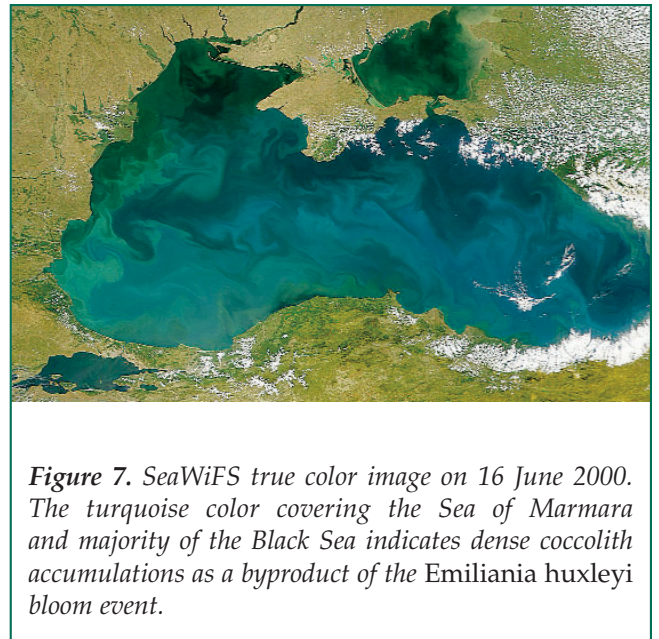 Figure 7. SeaWiFS true color image on 16 June 2000.
The turquoise color covering the Sea of Marmara
and majority of the Black Sea indicates dense coccolith
accumulations as a byproduct of the Emiliania huxleyi
bloom event.